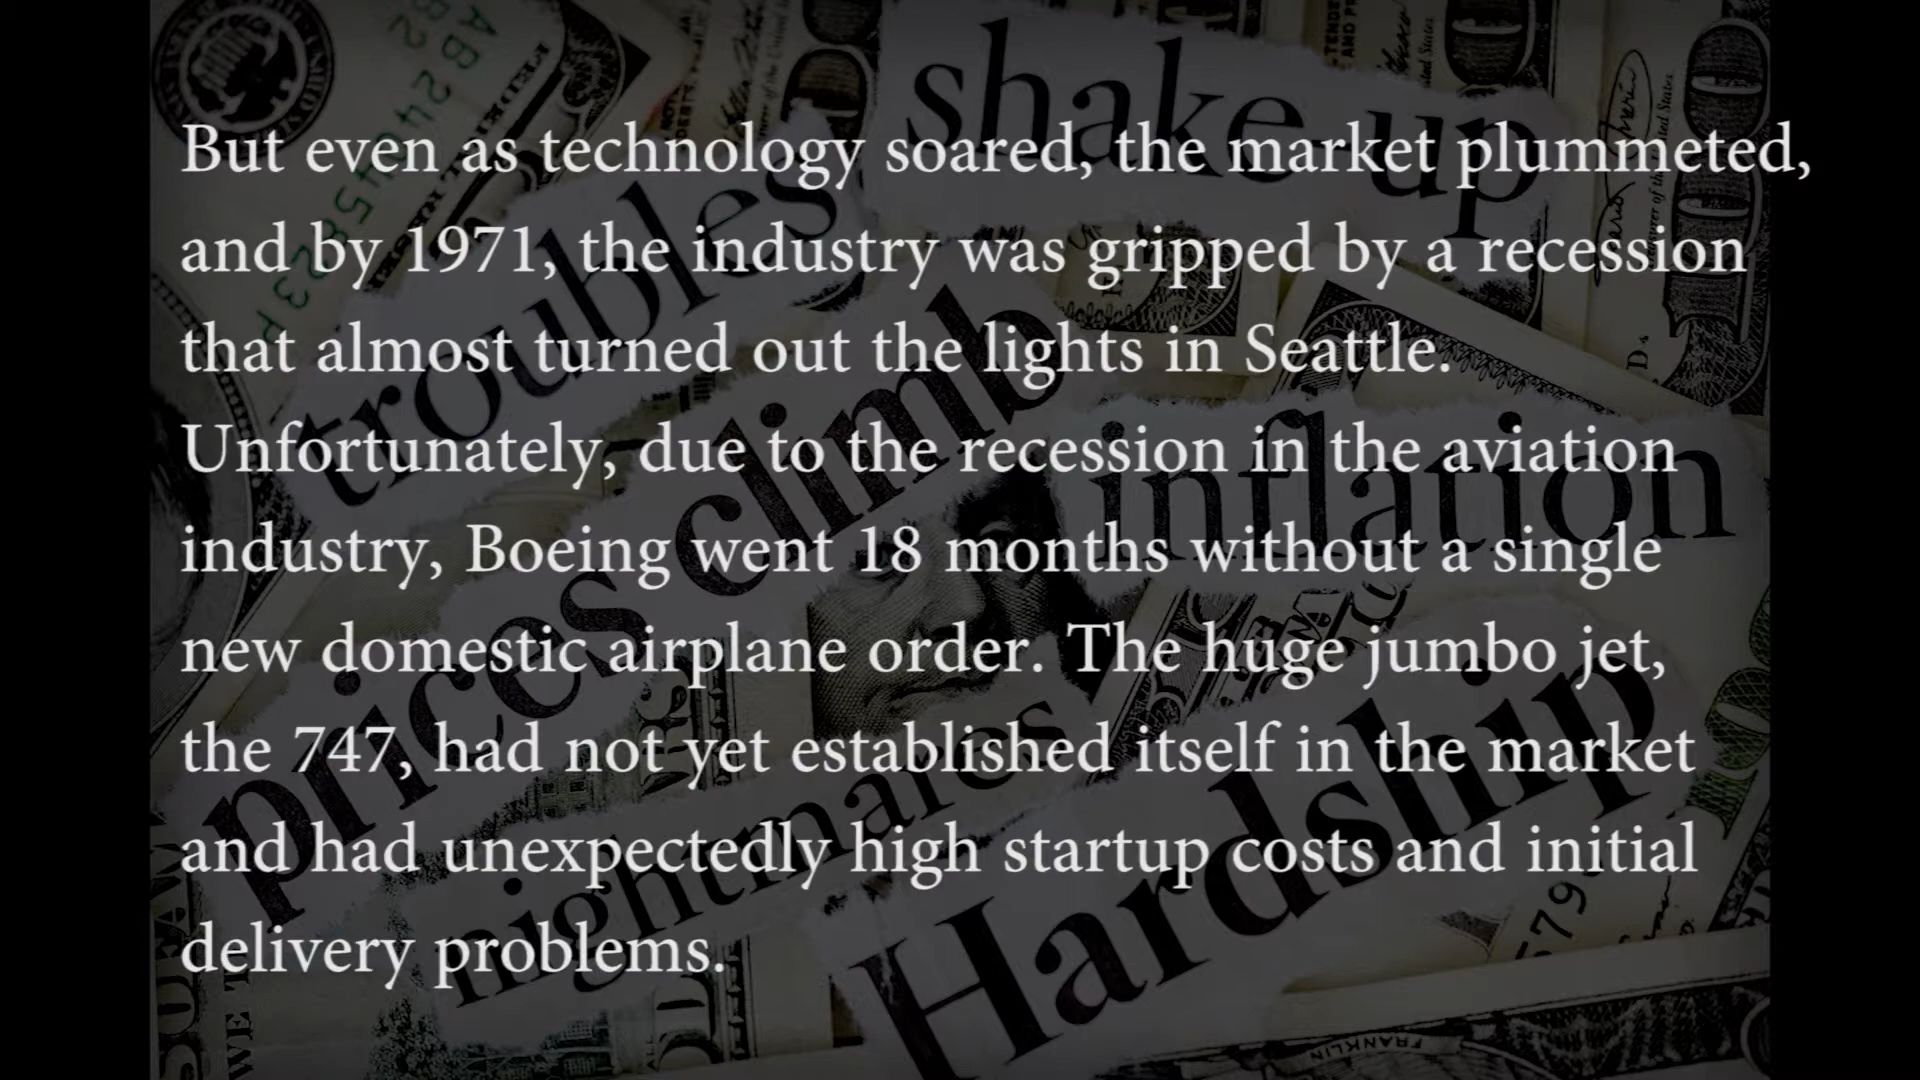 But even as technology soared, the market plummeted,
and by 1971, the industry was gripped by a recession
that almost turned out the lights in Seattle.
Unfortunately, due to the recession in the aviation
industry, Boeing went 18 months without a single
new domestic airplane order. The huge jumbo jet,
the 747, had not yet established itself in the market
and had unexpectedly high startup costs and initial
delivery problems.
shake up
troubles
prices climb
inflation
nightmares
Hardship
FRANKLIN